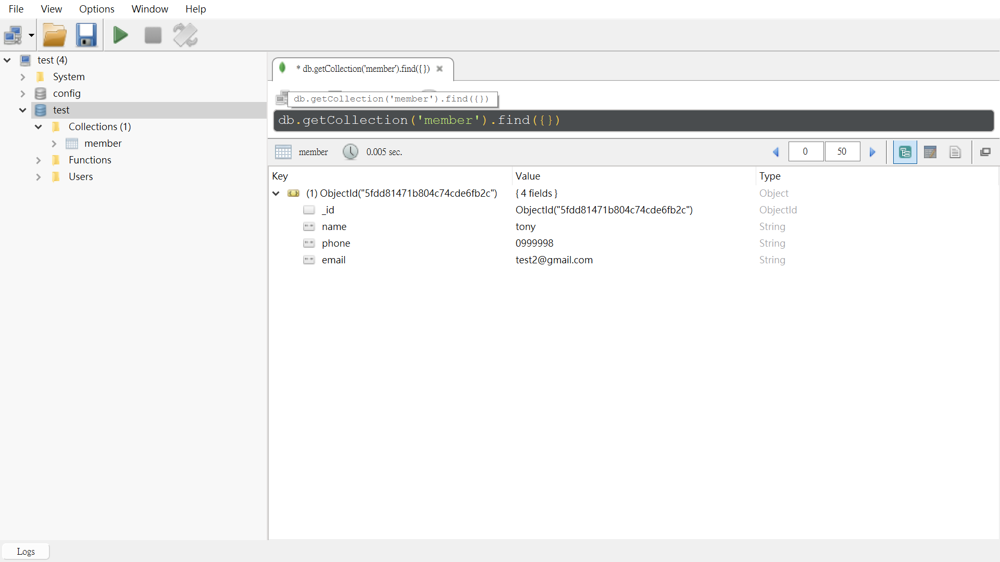 File View Options Window Help
test (4)
System
config
test
Collections (1)
member
Functions
Users
* db.getCollection('member').find({})
db.getCollection('member').find({})
db.getCollection('member').find({})
member 0.005 sec. 0 50
Key Value Type
(1) ObjectId("5fdd81471b804c74cde6fb2c") { 4 fields } Object
_id ObjectId("5fdd81471b804c74cde6fb2c") ObjectId
name tony String
phone 0999998 String
email test2@gmail.com String
Logs